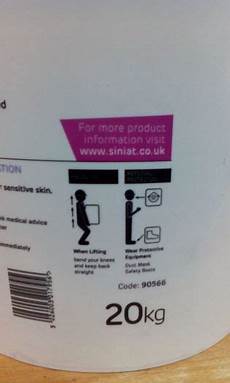 ed
For more product
information visit
www.siniat.co.uk
TION
sensitive skin.
k medical advice
er
mmediately
When Lifting
Bend your knees
and keep back
straight
Wear Protective
Equipment
Dust Mask
Safety Boots
Code: 90566
20kg